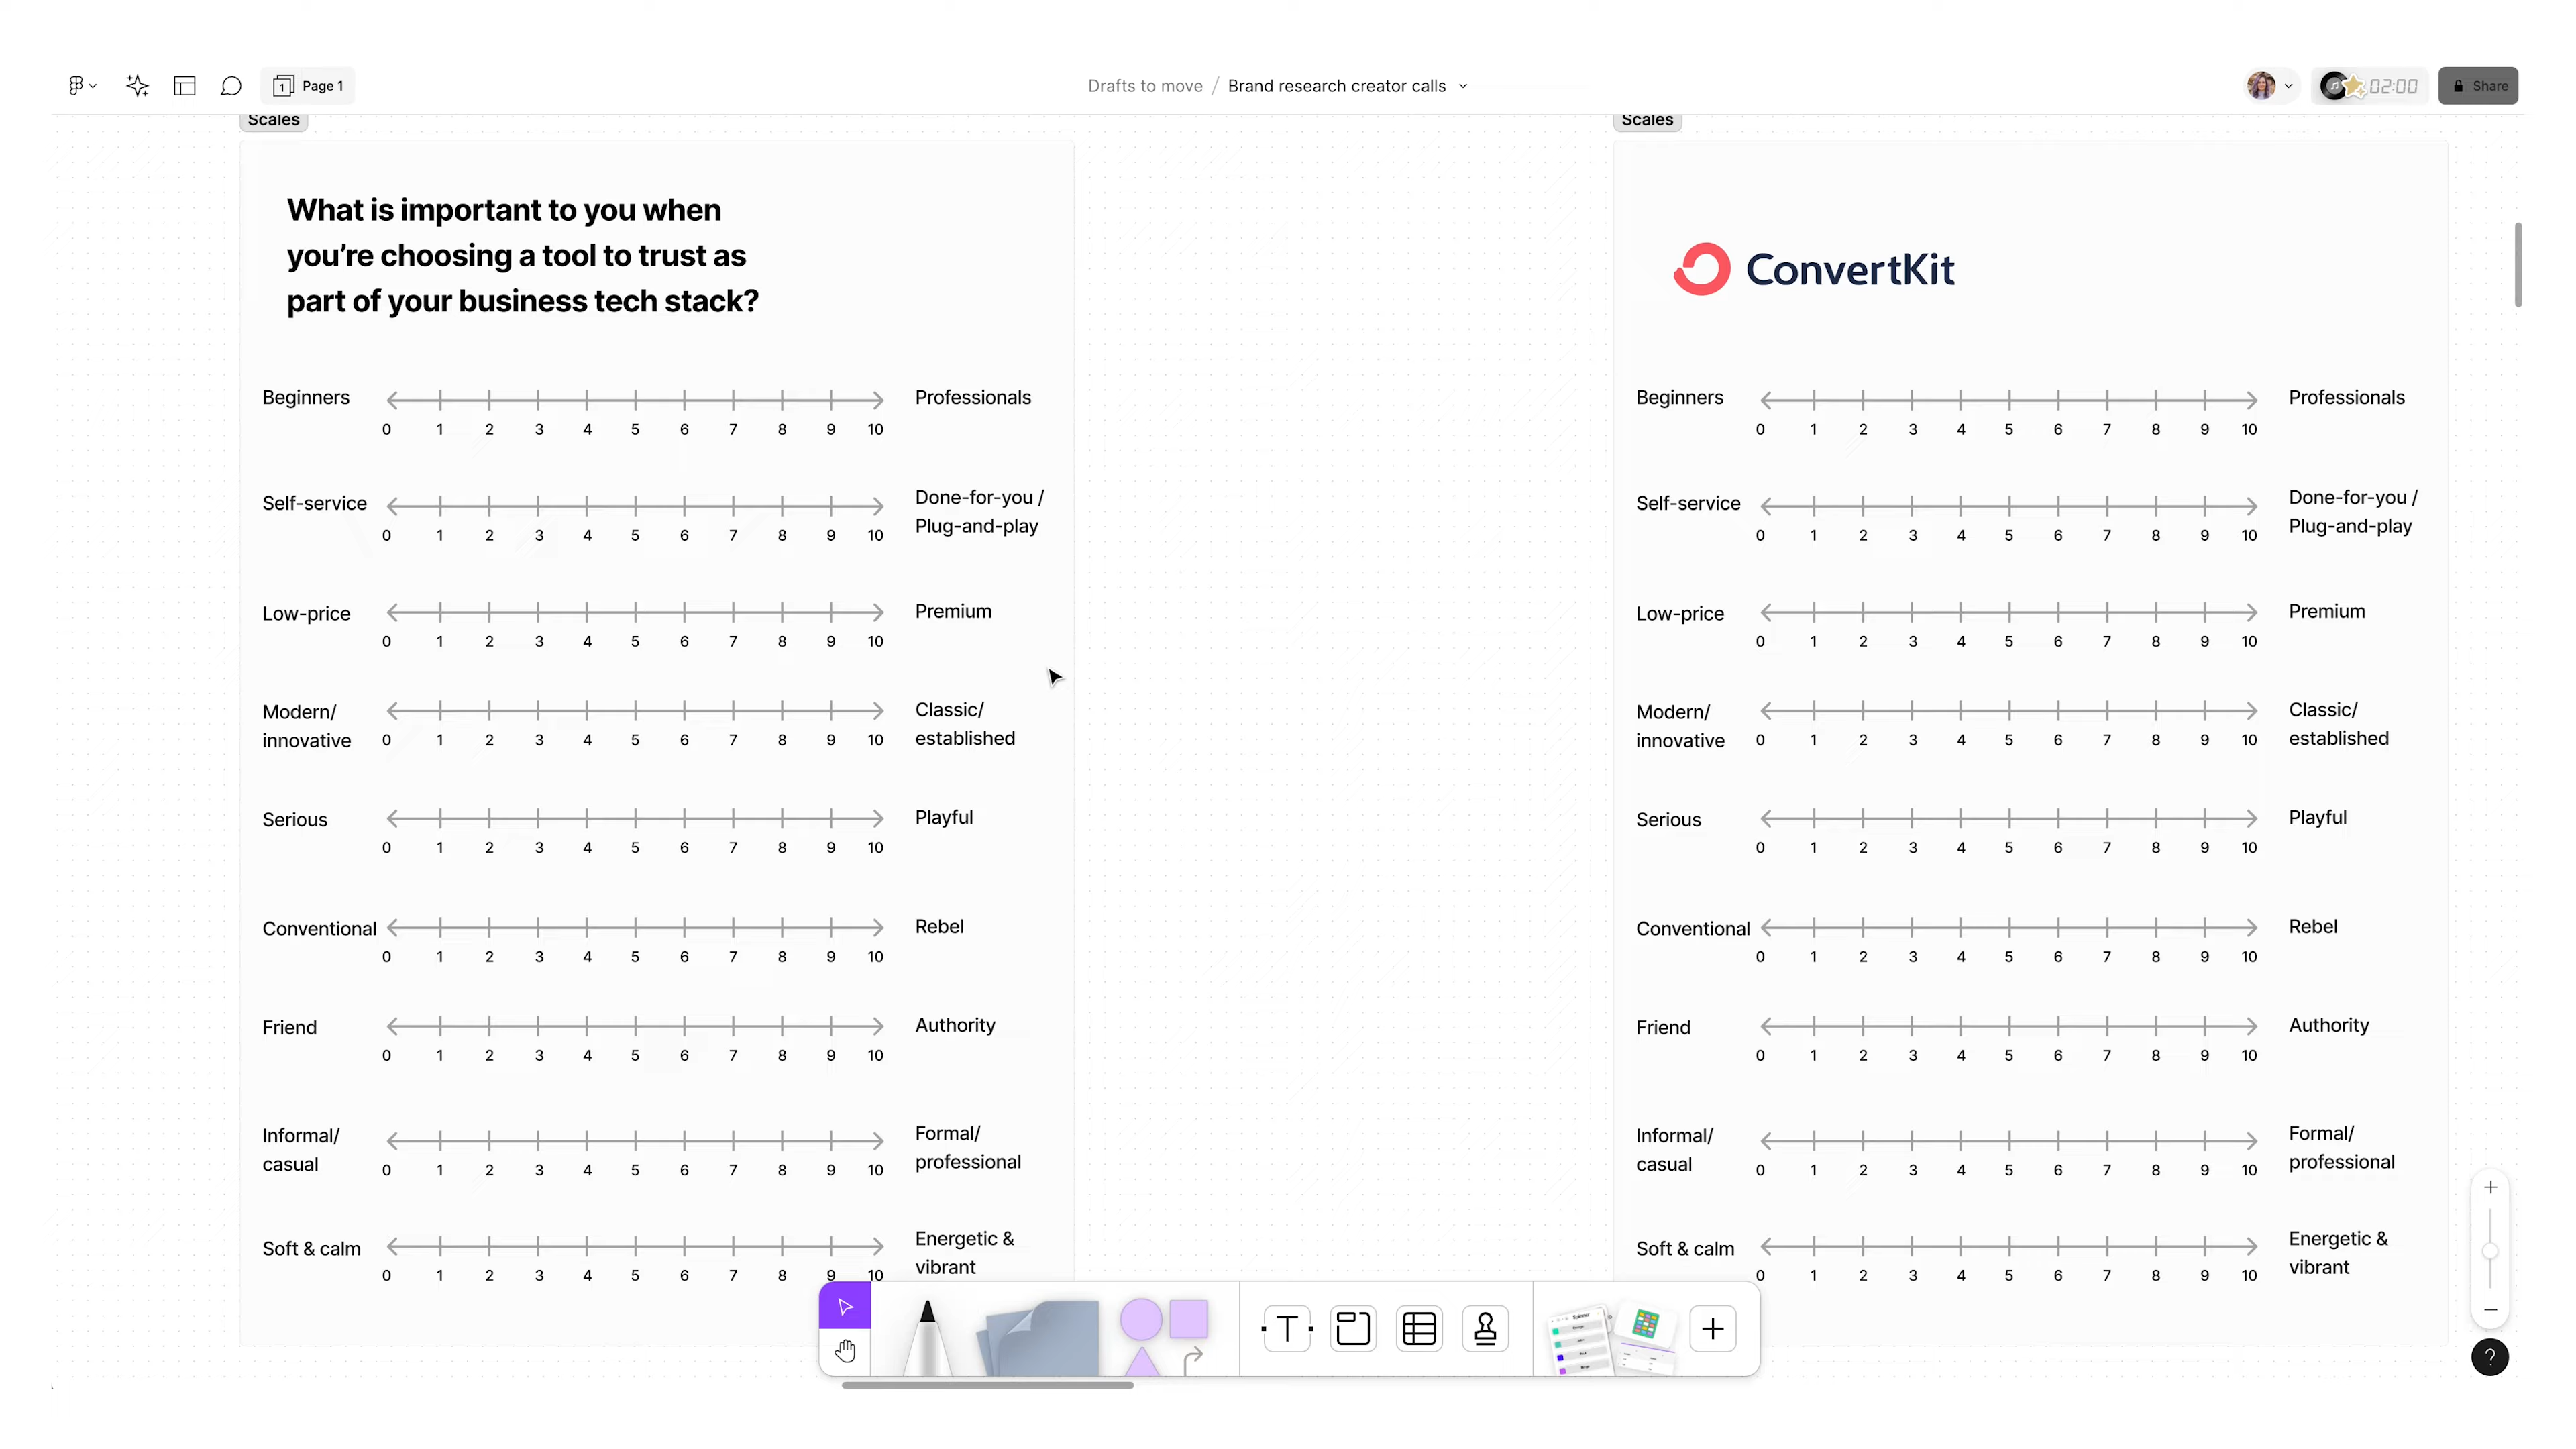 Page 1
Drafts to move / Brand research creator calls
02:00
Share
Scales
What is important to you when
you're choosing a tool to trust as
part of your business tech stack?
Beginners
0 1 2 3 4 5 6 7 8 9 10
Professionals
Self-service
0 1 2 3 4 5 6 7 8 9 10
Done-for-you /
Plug-and-play
Low-price
0 1 2 3 4 5 6 7 8 9 10
Premium
Modern/
innovative
0 1 2 3 4 5 6 7 8 9 10
Classic/
established
Serious
0 1 2 3 4 5 6 7 8 9 10
Playful
Conventional
0 1 2 3 4 5 6 7 8 9 10
Rebel
Friend
0 1 2 3 4 5 6 7 8 9 10
Authority
Informal/
casual
0 1 2 3 4 5 6 7 8 9 10
Formal/
professional
Soft & calm
0 1 2 3 4 5 6 7 8 9 10
Energetic &
vibrant
Scales
ConvertKit
Beginners
0 1 2 3 4 5 6 7 8 9 10
Professionals
Self-service
0 1 2 3 4 5 6 7 8 9 10
Done-for-you /
Plug-and-play
Low-price
0 1 2 3 4 5 6 7 8 9 10
Premium
Modern/
innovative
0 1 2 3 4 5 6 7 8 9 10
Classic/
established
Serious
0 1 2 3 4 5 6 7 8 9 10
Playful
Conventional
0 1 2 3 4 5 6 7 8 9 10
Rebel
Friend
0 1 2 3 4 5 6 7 8 9 10
Authority
Informal/
casual
0 1 2 3 4 5 6 7 8 9 10
Formal/
professional
Soft & calm
0 1 2 3 4 5 6 7 8 9 10
Energetic &
vibrant